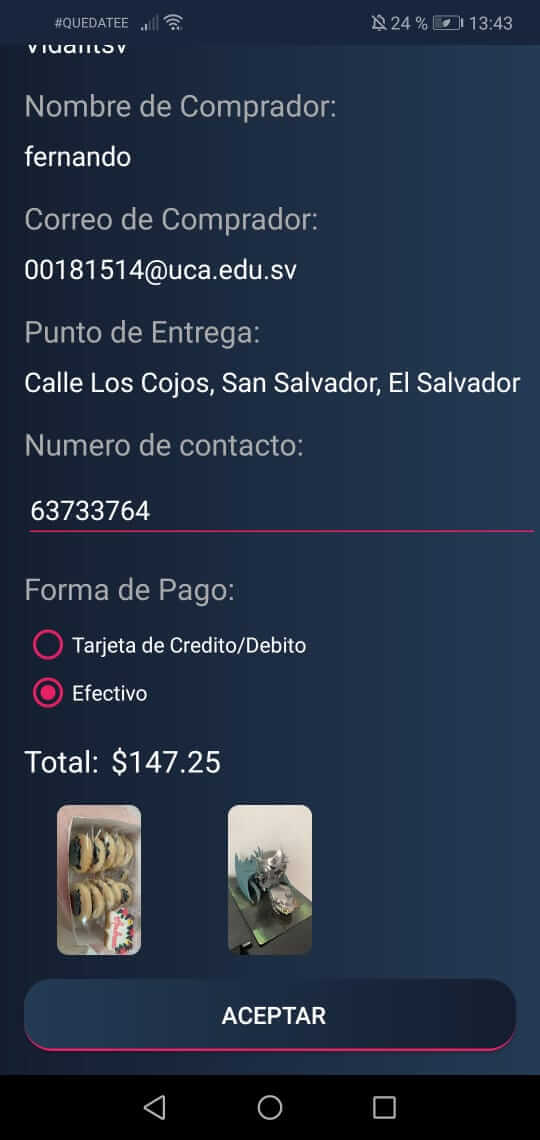 #QUEDATEE 24 % 13:43
Nombre de Comprador:
fernando
Correo de Comprador:
00181514@uca.edu.sv
Punto de Entrega:
Calle Los Cojos, San Salvador, El Salvador
Numero de contacto:
63733764
Forma de Pago:
Tarjeta de Credito/Debito
Efectivo
Total: $147.25
ACEPTAR